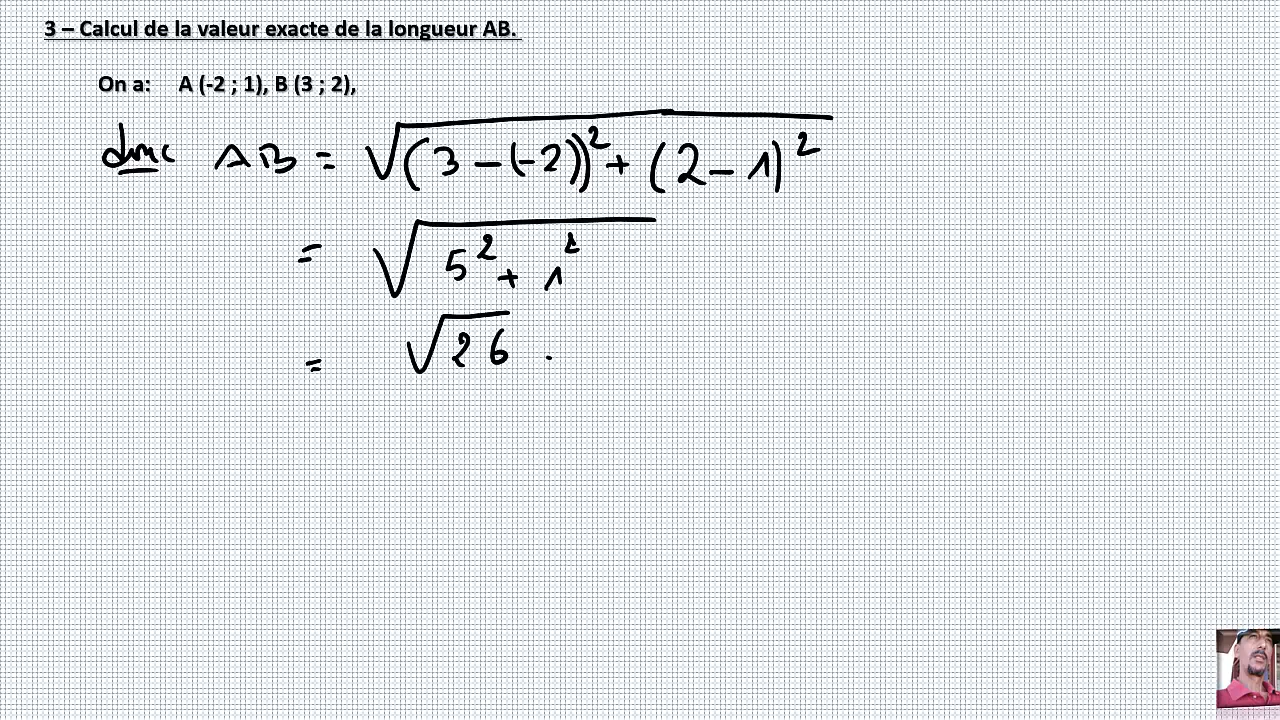 3 – Calcul de la valeur exacte de la longueur AB.
On a: A (-2 ; 1), B (3 ; 2),
donc AB = √((3 – (-2))² + (2 – 1)²)
= √(5² + 1²)
= √26 .